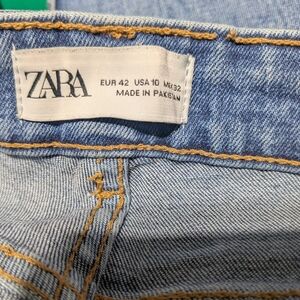 ZARA
EUR 42 USA 10 MEX 32
MADE IN PAKISTAN